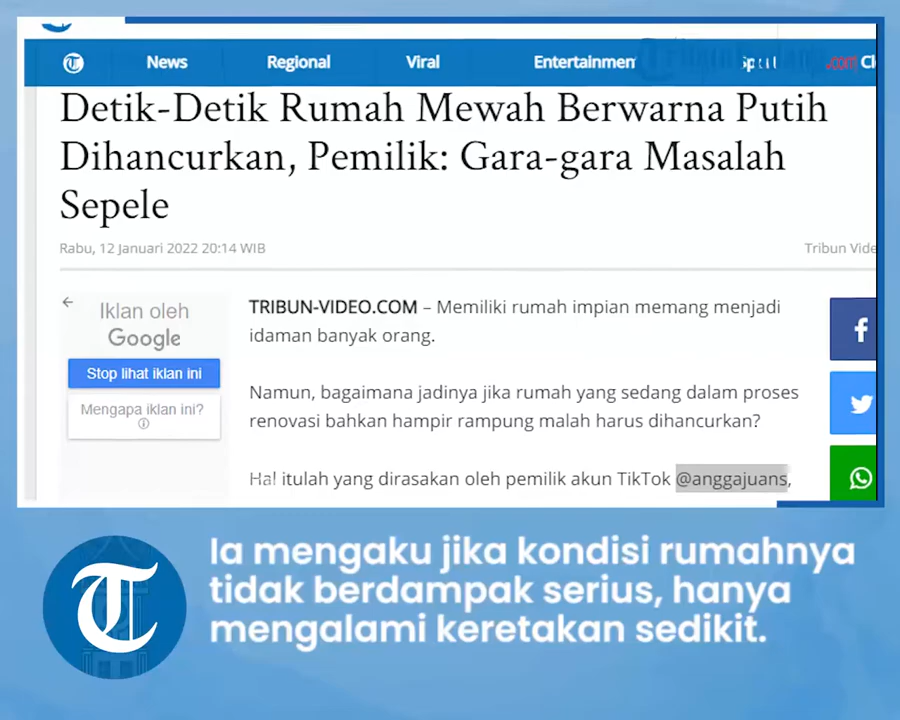 News Regional Viral Entertainment Sport
.com
Detik-Detik Rumah Mewah Berwarna Putih
Dihancurkan, Pemilik: Gara-gara Masalah
Sepele
Rabu, 12 Januari 2022 20:14 WIB
Tribun Vide
Iklan oleh
Google
Stop lihat iklan ini
Mengapa iklan ini?
TRIBUN-VIDEO.COM – Memiliki rumah impian memang menjadi
idaman banyak orang.
Namun, bagaimana jadinya jika rumah yang sedang dalam proses
renovasi bahkan hampir rampung malah harus dihancurkan?
Hal itulah yang dirasakan oleh pemilik akun TikTok @anggajuans,
Ia mengaku jika kondisi rumahnya
tidak berdampak serius, hanya
mengalami keretakan sedikit.